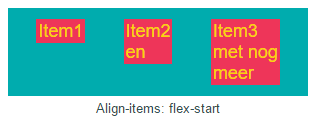 Item1
Item2
en
Item3
met nog
meer
Align-items: flex-start